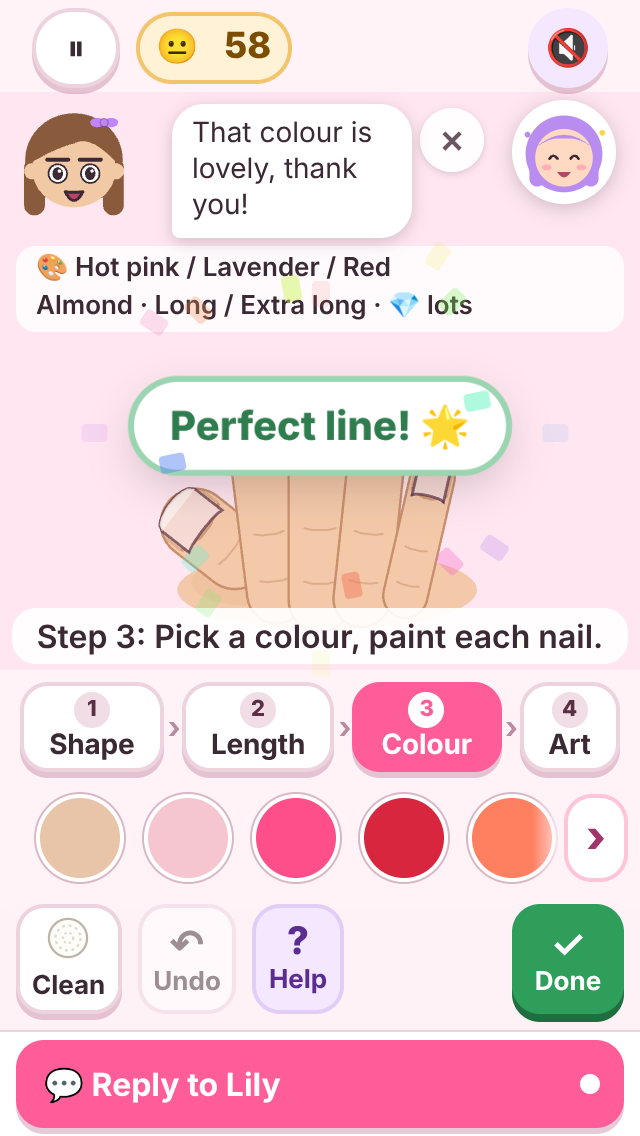 58
That colour is
lovely, thank
you!
Hot pink / Lavender / Red
Almond · Long / Extra long · 💎 lots
Perfect line! 🌟
Step 3: Pick a colour, paint each nail.
1
Shape
›
2
Length
›
3
Colour
›
4
Art
Clean
Undo
?
Help
Done
Reply to Lily